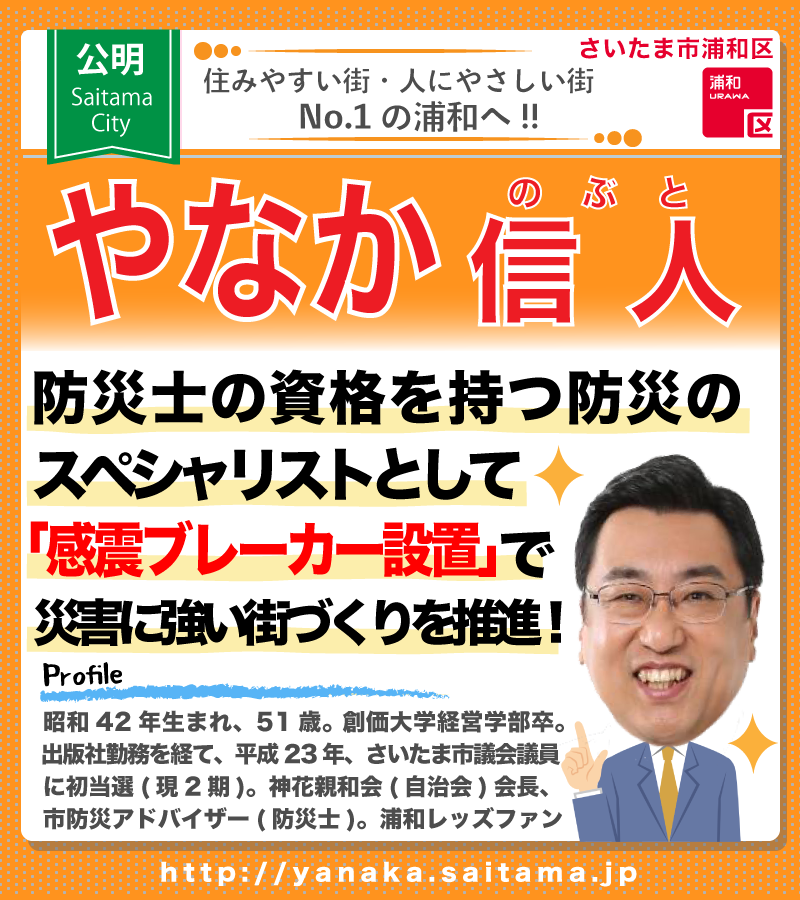 公明
Saitama
City
住みやすい街・人にやさしい街
No.1 の浦和へ !!
さいたま市浦和区
浦和
URAWA
区
のぶと
やなか 信人
防災士の資格を持つ防災の
スペシャリストとして
「感震ブレーカー設置」で
災害に強い街づくりを推進！
Profile
昭和 42 年生まれ、51 歳。創価大学経営学部卒。
出版社勤務を経て、平成 23 年、さいたま市議会議員
に初当選 ( 現 2 期 )。神花親和会 ( 自治会 ) 会長、
市防災アドバイザー ( 防災士 )。浦和レッズファン
http://yanaka.saitama.jp